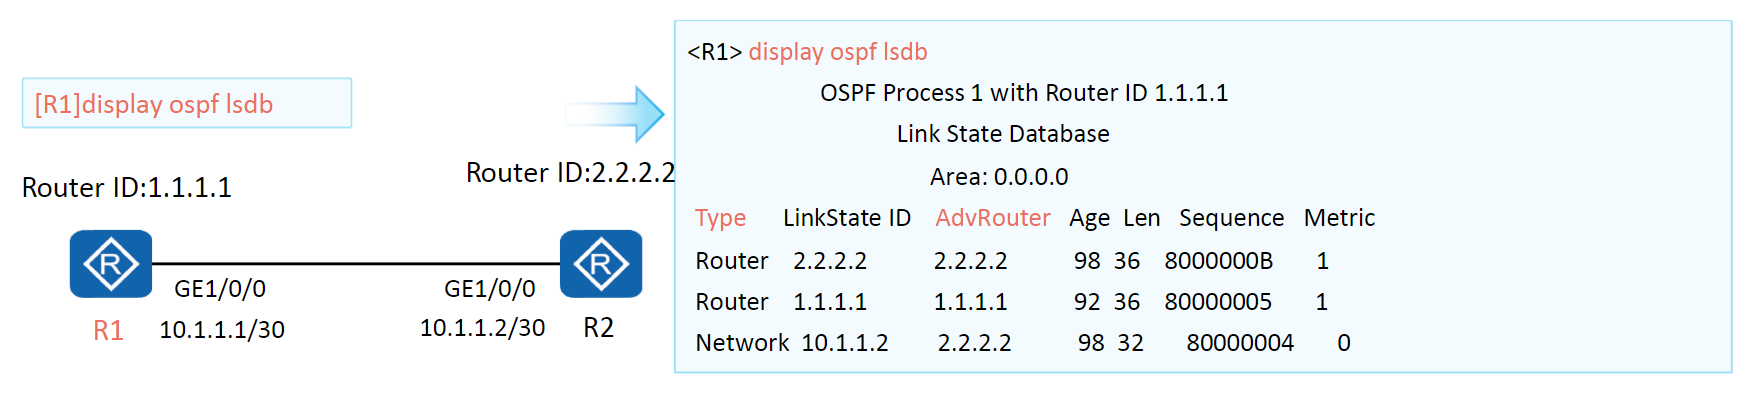 [R1]display ospf lsdb
Router ID:1.1.1.1
Router ID:2.2.2.2
R
R
GE1/0/0
GE1/0/0
R1
10.1.1.1/30
10.1.1.2/30
R2
<R1> display ospf lsdb
OSPF Process 1 with Router ID 1.1.1.1
Link State Database
Area: 0.0.0.0
Type LinkState ID AdvRouter Age Len Sequence Metric
Router 2.2.2.2 2.2.2.2 98 36 8000000B 1
Router 1.1.1.1 1.1.1.1 92 36 80000005 1
Network 10.1.1.2 2.2.2.2 98 32 80000004 0